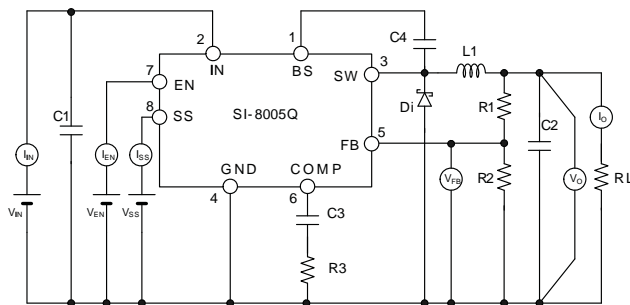 1
C4
2
3
L1
IN
BS
SW
7
EN
C1
SI-8005Q
Di
R1
IO
8
SS
C2
5
FB
IIN
IEN
ISS
GND
COMP
VFB
R2
VO
RL
4
6
VIN
VEN
VSS
C3
R3